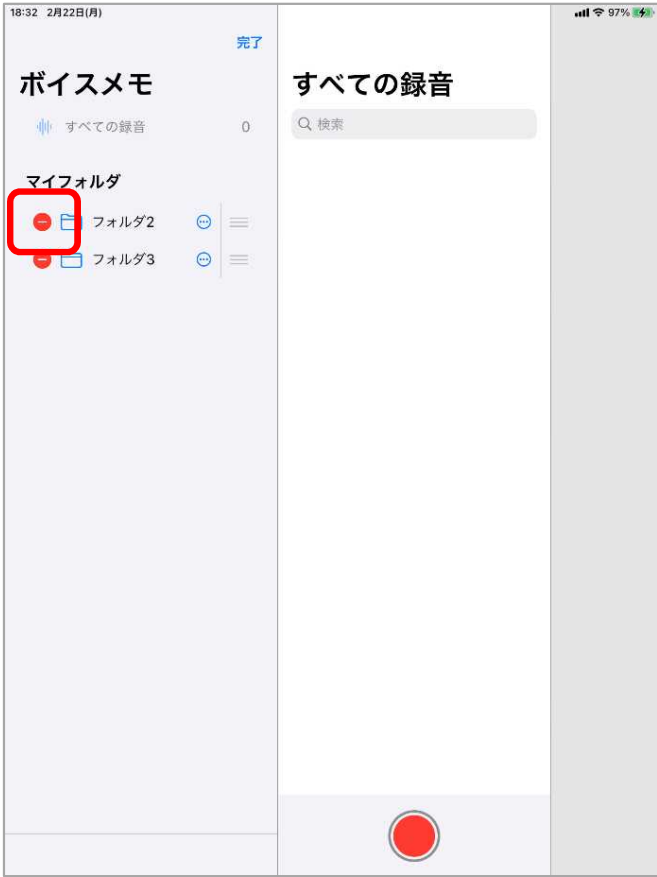 18:32 2月22日(月)
97%
完了
ボイスメモ
すべての録音 0
マイフォルダ
フォルダ2
フォルダ3
すべての録音
検索